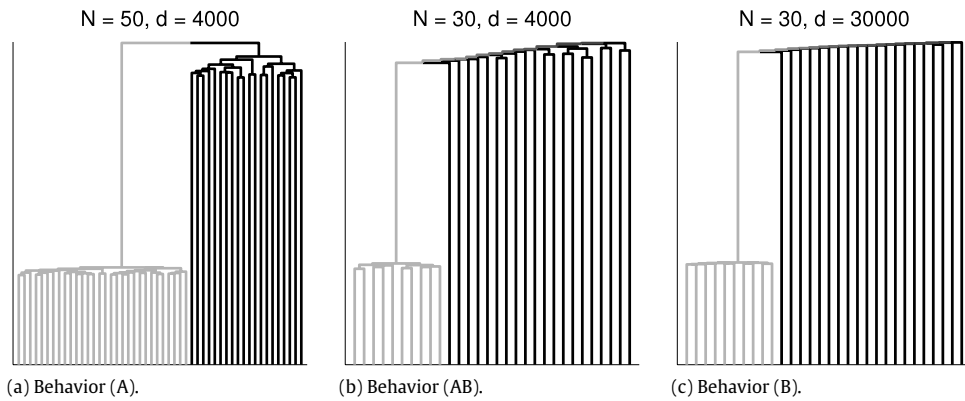 N = 50, d = 4000
N = 30, d = 4000
N = 30, d = 30000
(a) Behavior (A).
(b) Behavior (AB).
(c) Behavior (B).